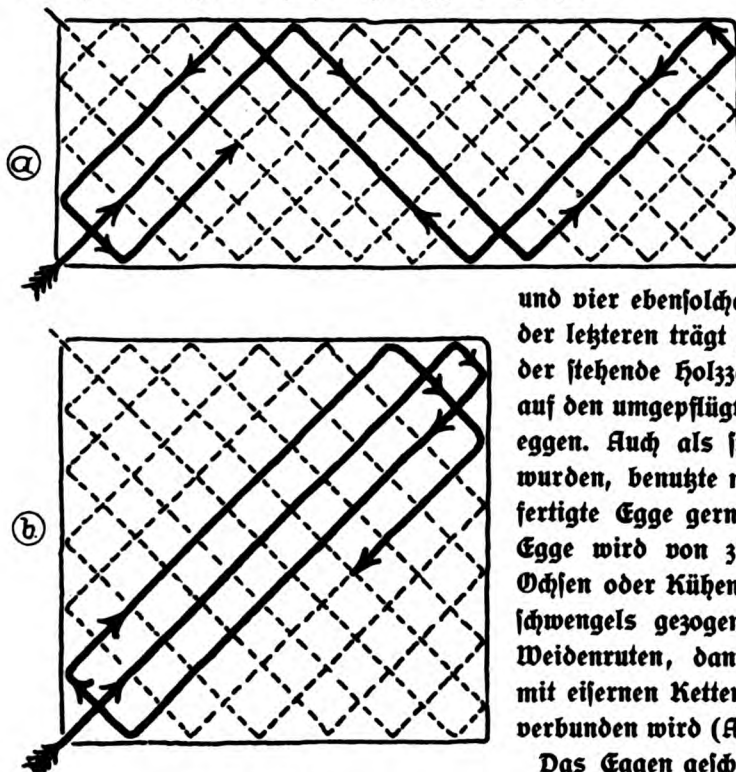 a
und vier ebensolche
der letzteren trägt
der stehende Holzz
auf den umgepflügt
eggen. Auch als s
wurden, benutzte
fertigte Egge gern
Egge wird von z
Ochsen oder Kühen
schwengels gezogen
Weidenruten, dan
mit eisernen Ketten
verbunden wird (A
Das Eggen gesch
b.